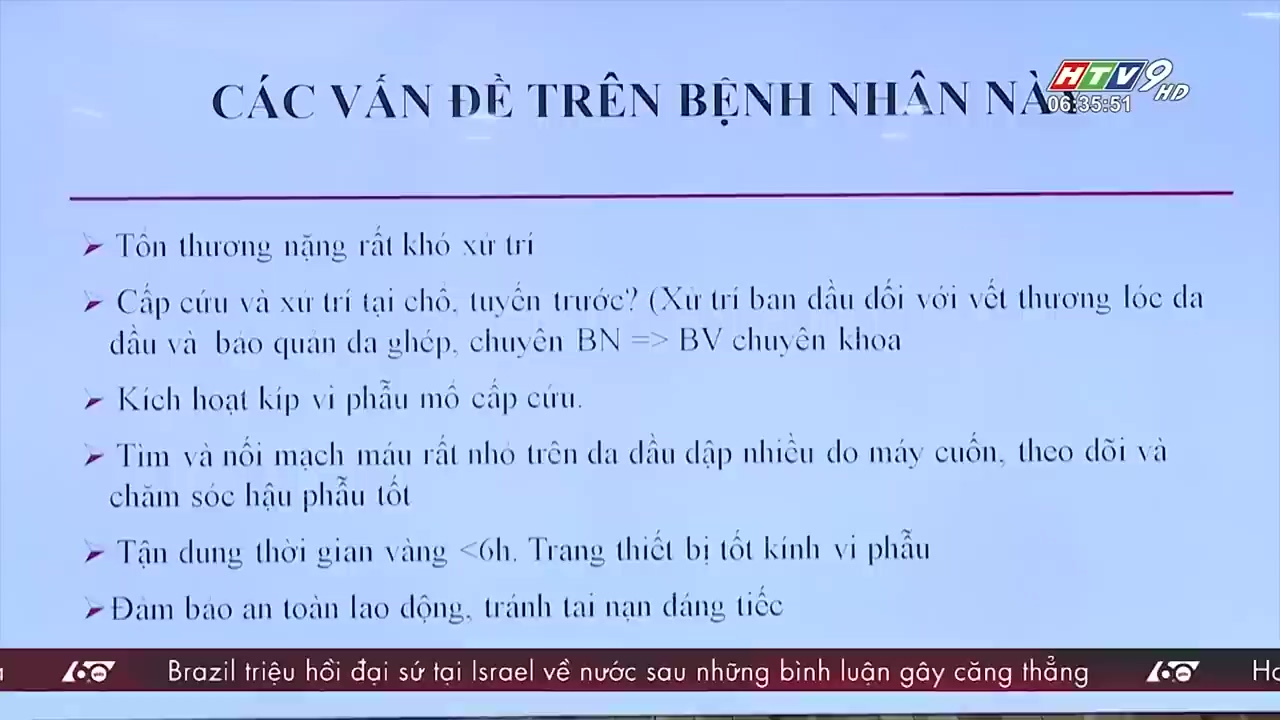 CÁC VẤN ĐỀ TRÊN BỆNH NHÂN NÀY
HTV9 HD
06:35:51
➢ Tổn thương nặng rất khó xử trí
➢ Cấp cứu và xử trí tại chỗ, tuyến trước? (Xử trí ban đầu đối với vết thương lóc da
đầu và bảo quản da ghép, chuyên BN => BV chuyên khoa
➢ Kích hoạt kíp vi phẫu mổ cấp cứu.
➢ Tìm và nối mạch máu rất nhỏ trên da đầu dập nhiều do máy cuốn, theo dõi và
chăm sóc hậu phẫu tốt
➢ Tận dung thời gian vàng <6h. Trang thiết bị tốt kính vi phẫu
➢ Đảm bảo an toàn lao động, tránh tai nạn đáng tiếc
60 Brazil triệu hồi đại sứ tại Israel về nước sau những bình luận gây căng thẳng 60